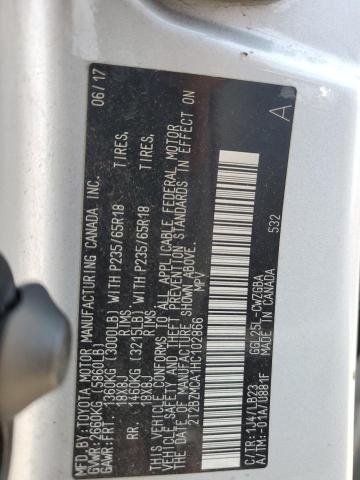 MFD. BY:TOYOTA MOTOR MANUFACTURING CANADA INC. 06/17
GVWR:2660KG (5860LB)
GAWR:FRT. 1360KG (3000LB) WITH P235/65R18 TIRES,
18X8J RIMS,
RR. 1460KG (3215LB) WITH P235/65R18 TIRES,
18X8J RIMS,
THIS VEHICLE CONFORMS TO ALL APPLICABLE FEDERAL MOTOR
VEHICLE SAFETY AND THEFT PREVENTION STANDARDS IN EFFECT ON
THE DATE OF MANUFACTURE SHOWN ABOVE.
2T2BZMCA1HC102866 MPV A
C/TR:1J4/LB23 GGL25L-CWZGBA 532
A/TM:-01A/U881F MADE IN CANADA